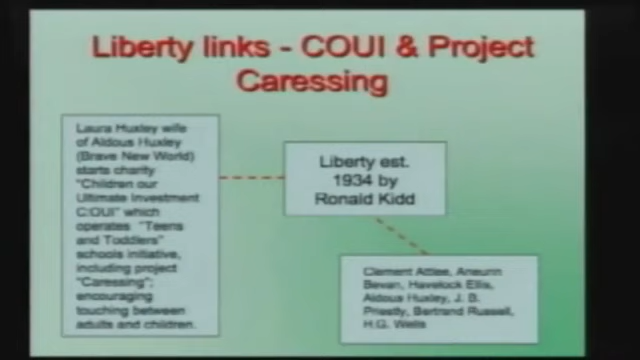 Liberty links - COUI & Project
Caressing
Laura Huxley wife
of Aldous Huxley
(Brave New World)
starts charity
"Children our
Ultimate Investment
C:OUI" which
operates "Teens
and Toddlers"
schools initiative,
including project
"Caressing";
encouraging
touching between
adults and children.
Liberty est.
1934 by
Ronald Kidd
Clement Attlee, Aneurin
Bevan, Havelock Ellis,
Aldous Huxley, J. B.
Priestly, Bertrand Russell,
H.G. Wells